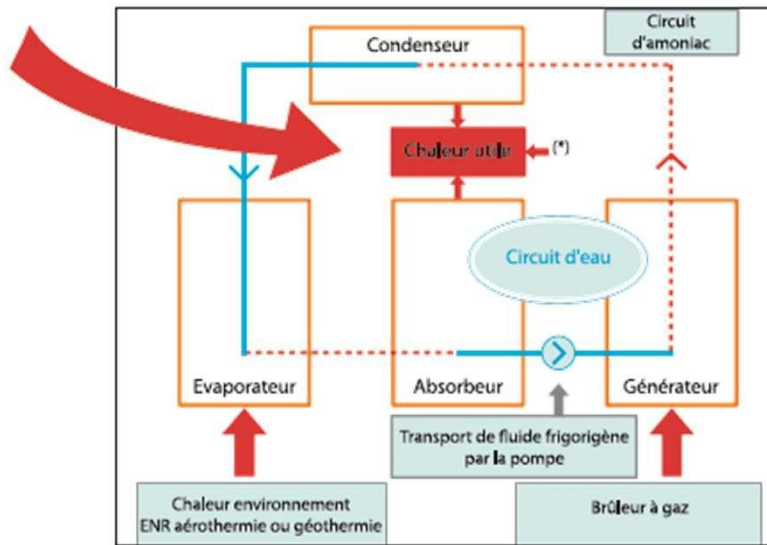 Circuit
d'amoniac
Condenseur
Chaleur utile
(*)
Circuit d'eau
Evaporateur
Absorbeur
Générateur
Transport de fluide frigorigène
par la pompe
Chaleur environnement
ENR aérothermie ou géothermie
Brûleur à gaz